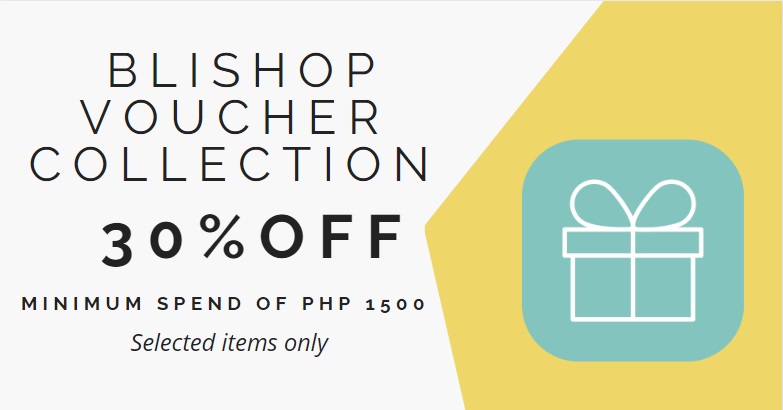 BLISHOP
VOUCHER
COLLECTION
30%OFF
MINIMUM SPEND OF PHP 1500
Selected items only